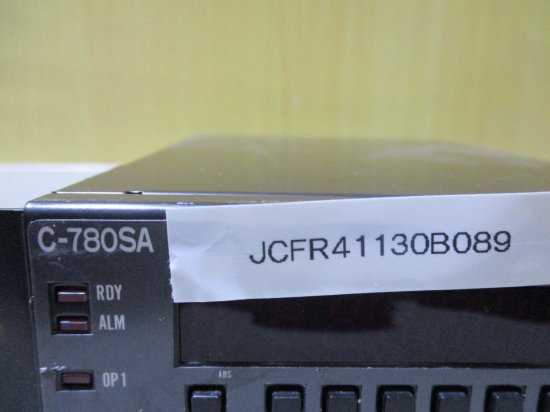 C-780SA
JCFR41130B089
RDY
ALM
OP1
ABS